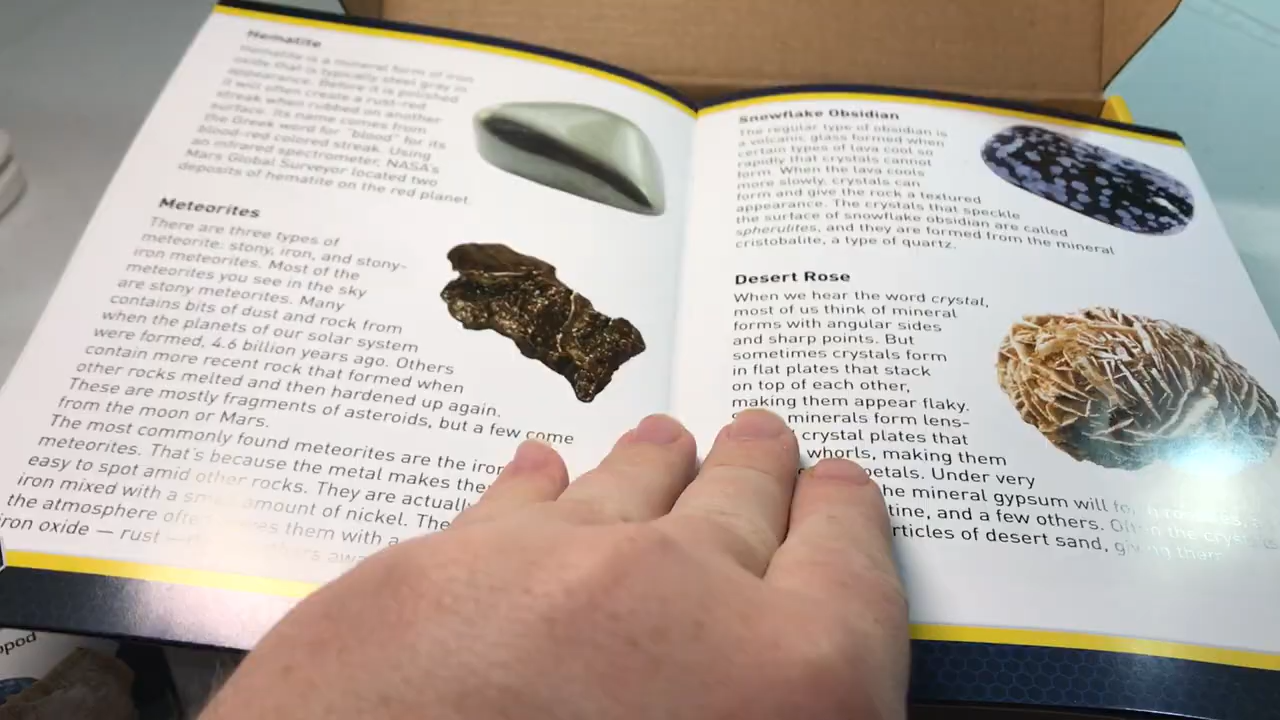 Hematite
Hematite is a mineral form of iron
oxide that is typically steel gray in
appearance. Before it is polished
it will often create a rust-red
streak when rubbed on another
surface. Its name comes from
the Greek word for "blood" for its
blood-red colored streak. Using
an infrared spectrometer, NASA's
Mars Global Surveyor located two
deposits of hematite on the red planet.
Meteorites
There are three types of
meteorite: stony, iron, and stony-
iron meteorites. Most of the
meteorites you see in the sky
are stony meteorites. Many
contains bits of dust and rock from
when the planets of our solar system
were formed, 4.6 billion years ago. Others
contain more recent rock that formed when
other rocks melted and then hardened up again.
These are mostly fragments of asteroids, but a few come
from the moon or Mars.
The most commonly found meteorites are the iron
meteorites. That's because the metal makes the
easy to spot amid other rocks. They are actually
iron mixed with a small amount of nickel. The
the atmosphere often them with a
iron oxide — rust
Snowflake Obsidian
The regular type of obsidian is
a volcanic glass formed when
certain types of lava cool so
rapidly that crystals cannot
form. When the lava cools
more slowly, crystals can
form and give the rock a textured
appearance. The crystals that speckle
the surface of snowflake obsidian are called
spherulites, and they are formed from the mineral
cristobalite, a type of quartz.
Desert Rose
When we hear the word crystal,
most of us think of mineral
forms with angular sides
and sharp points. But
sometimes crystals form
in flat plates that stack
on top of each other,
making them appear flaky.
minerals form lens-
crystal plates that
whorls, making them
petals. Under very
he mineral gypsum will
tine, and a few others.
rticles of desert sand, giving them
opod